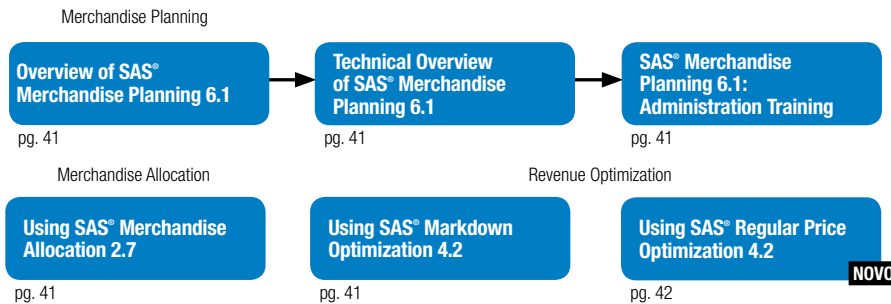 Merchandise Planning
Overview of SAS®
Merchandise Planning 6.1
Technical Overview
of SAS® Merchandise
Planning 6.1
SAS® Merchandise
Planning 6.1:
Administration Training
pg. 41
pg. 41
pg. 41
Merchandise Allocation
Revenue Optimization
Using SAS® Merchandise
Allocation 2.7
Using SAS® Markdown
Optimization 4.2
Using SAS® Regular Price
Optimization 4.2
NOVO
pg. 41
pg. 41
pg. 42